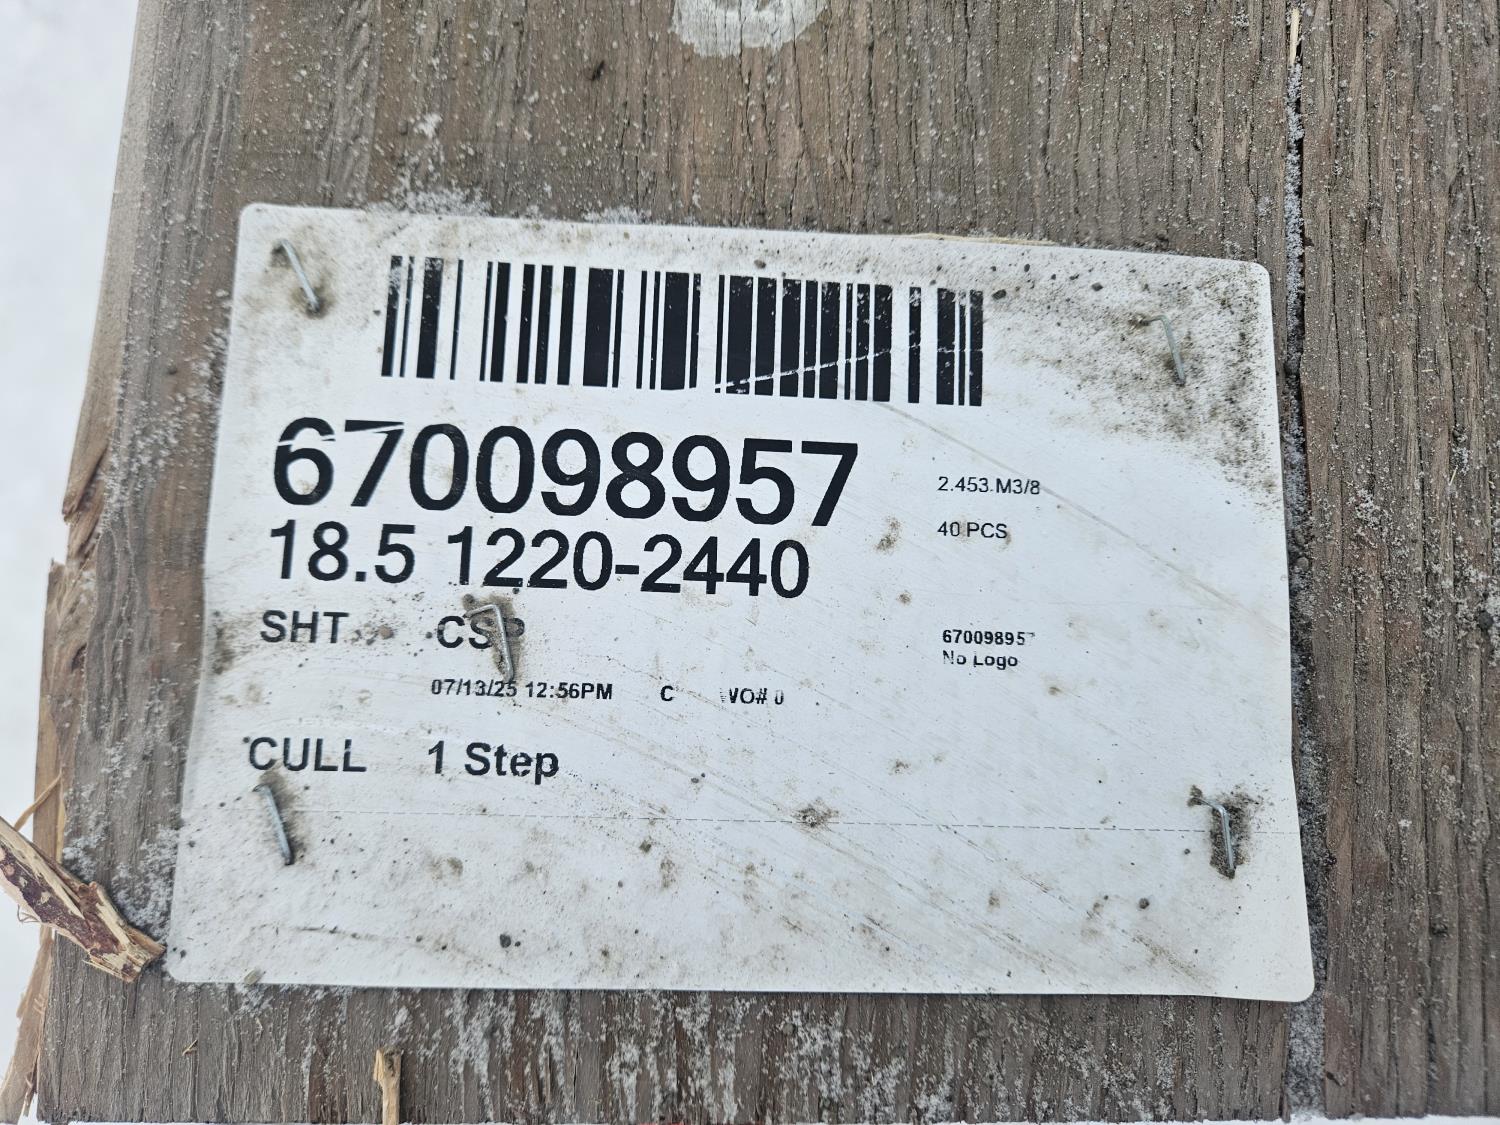 670098957
2.453 M3/8
18.5 1220-2440
40 PCS
SHT CSP
670098957
No Logo
07/13/25 12:56PM C WO# 0
CULL 1 Step